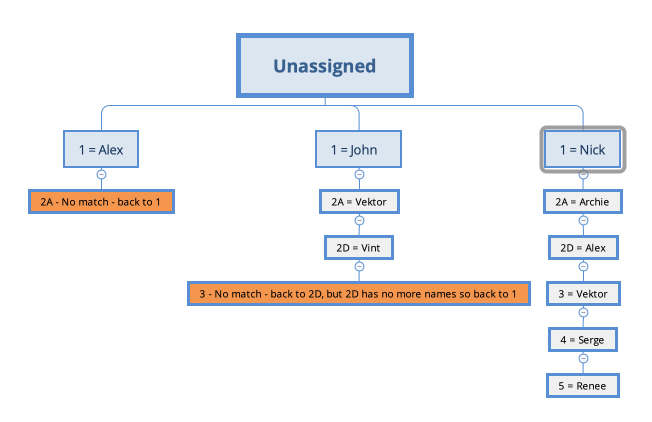 Unassigned
1 = Alex
1 = John
1 = Nick
2A - No match - back to 1
2A = Vektor
2A = Archie
2D = Vint
2D = Alex
3 - No match - back to 2D, but 2D has no more names so back to 1
3 = Vektor
4 = Serge
5 = Renee